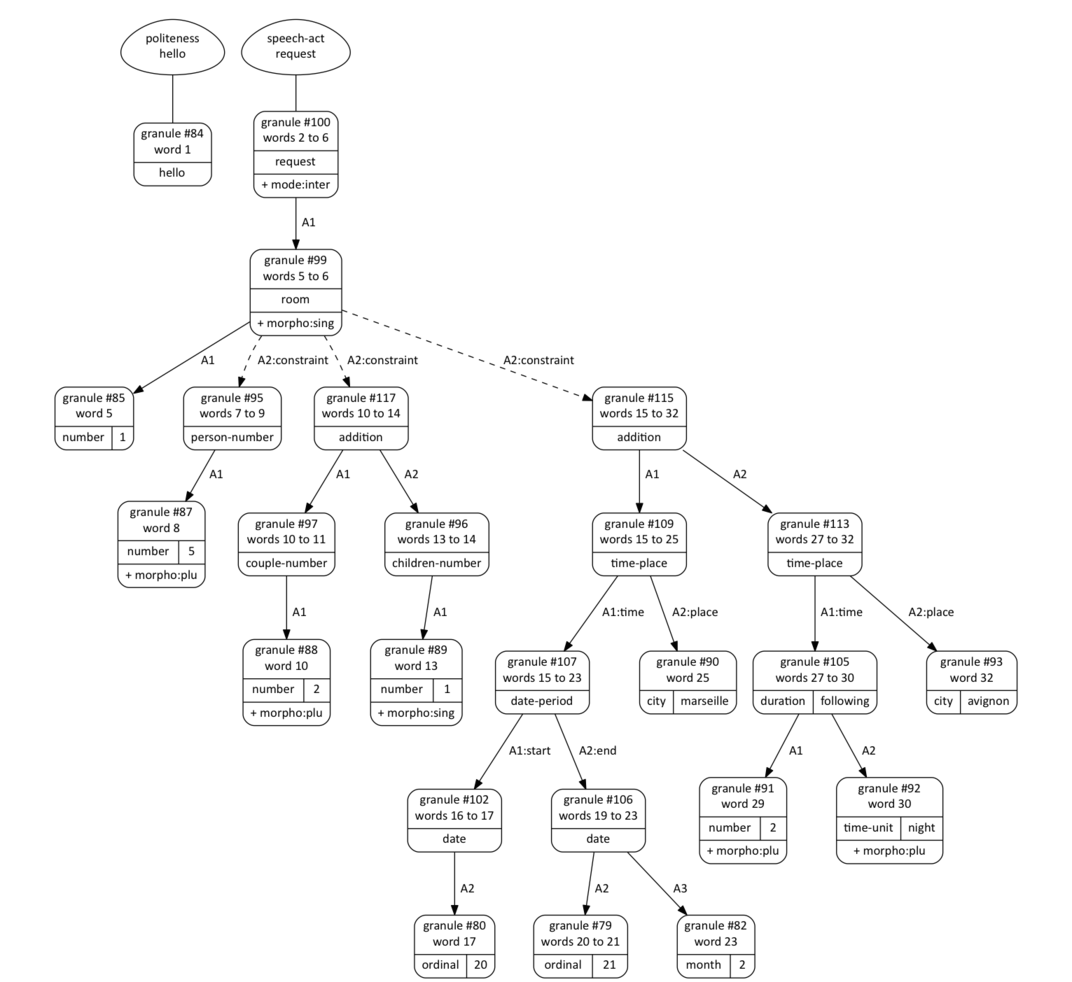 politeness
hello
speech-act
request
granule #84
word 1
hello
granule #100
words 2 to 6
request
+ mode:inter
A1
granule #99
words 5 to 6
room
+ morpho:sing
A1
A2:constraint
A2:constraint
A2:constraint
granule #85
word 5
number 1
granule #95
words 7 to 9
person-number
granule #117
words 10 to 14
addition
granule #115
words 15 to 32
addition
A1
A1
A2
A1
A2
granule #87
word 8
number 5
+ morpho:plu
granule #97
words 10 to 11
couple-number
granule #96
words 13 to 14
children-number
granule #109
words 15 to 25
time-place
granule #113
words 27 to 32
time-place
A1
A1
A1:time
A2:place
A1:time
A2:place
granule #88
word 10
number 2
+ morpho:plu
granule #89
word 13
number 1
+ morpho:sing
granule #107
words 15 to 23
date-period
granule #90
word 25
city marseille
granule #105
words 27 to 30
duration following
granule #93
word 32
city avignon
A1:start
A2:end
A1
A2
granule #102
words 16 to 17
date
granule #106
words 19 to 23
date
granule #91
word 29
number 2
+ morpho:plu
granule #92
word 30
time-unit night
+ morpho:plu
A2
A2
A3
granule #80
word 17
ordinal 20
granule #79
words 20 to 21
ordinal 21
granule #82
word 23
month 2